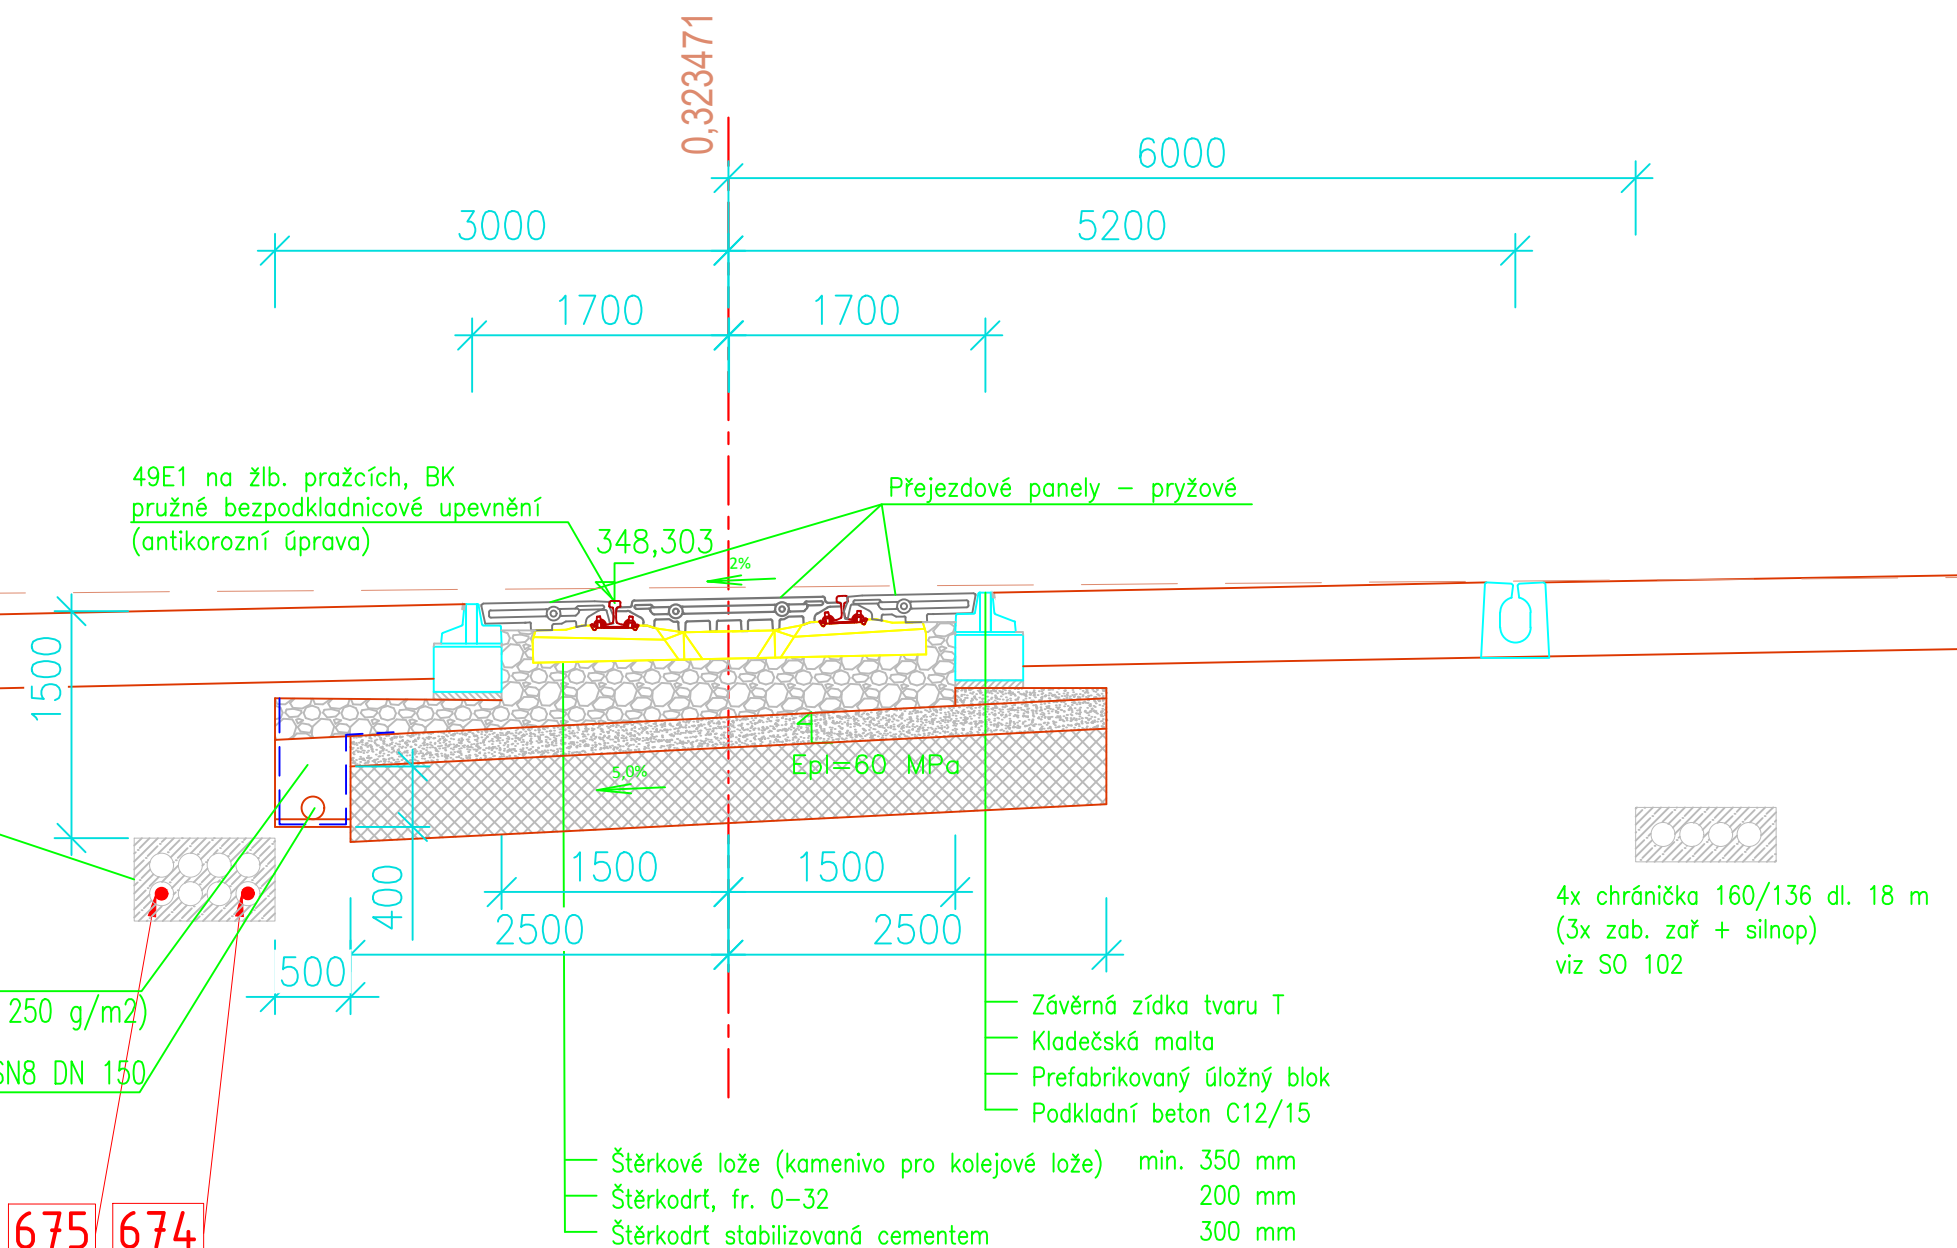 0,323471
6000
3000
5200
1700
1700
49E1 na žlb. pražcích, BK
pružné bezpodkladnicové upevnění
(antikorozní úprava)
Přejezdové panely – pryžové
348,303
2%
1500
Epl=60 MPa
5,0%
1500
1500
400
2500
2500
500
4x chránička 160/136 dl. 18 m
(3x zab. zař + silnop)
viz SO 102
250 g/m2)
SN8 DN 150
Závěrná zídka tvaru T
Kladečská malta
Prefabrikovaný úložný blok
Podkladní beton C12/15
Štěrkové lože (kamenivo pro kolejové lože) min. 350 mm
Štěrkodrť, fr. 0–32 200 mm
Štěrkodrť stabilizovaná cementem 300 mm
675
674